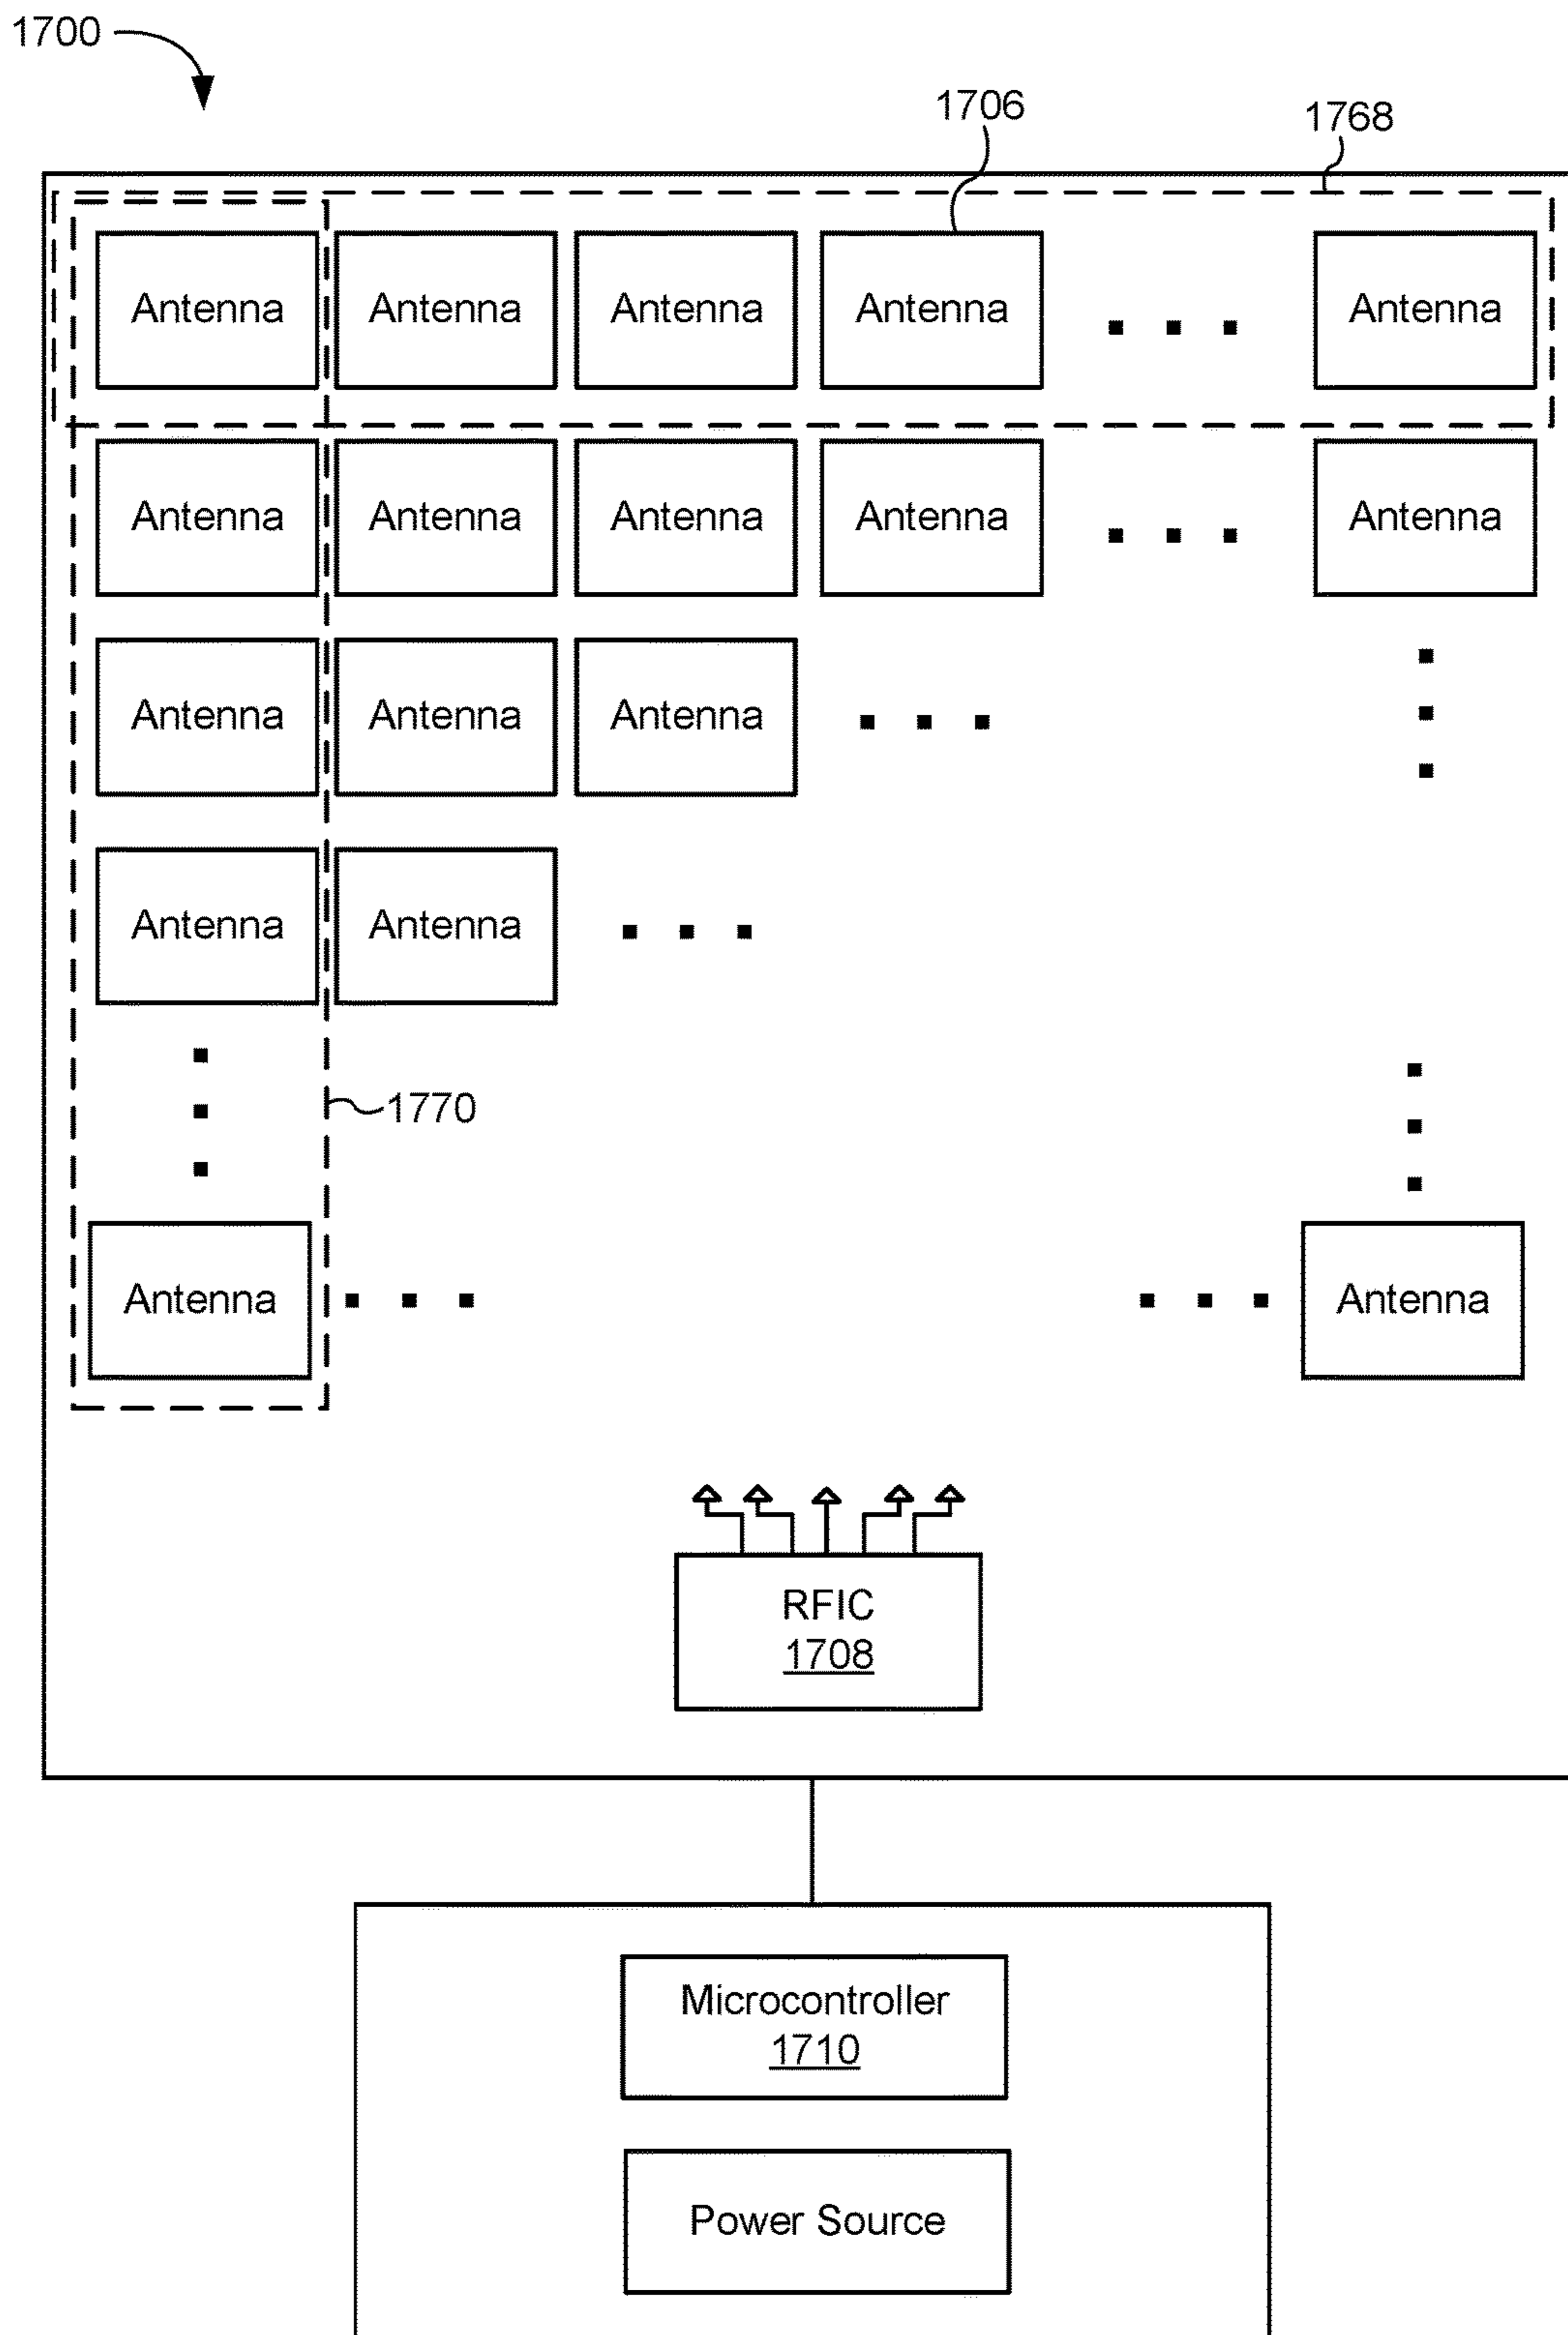 1700
1706
1768
Antenna Antenna Antenna Antenna Antenna
Antenna Antenna Antenna Antenna Antenna
Antenna Antenna Antenna
Antenna Antenna
1770
Antenna Antenna
RFIC
1708
Microcontroller
1710
Power Source